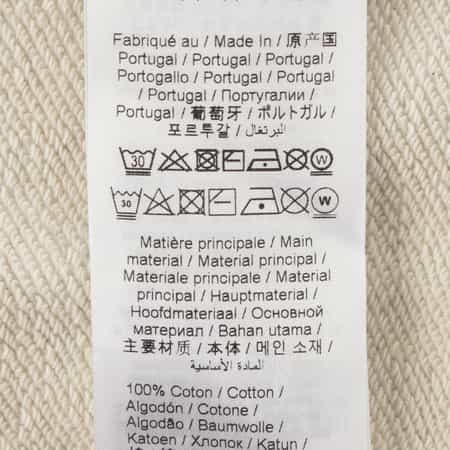 Fabriqué au / Made In / 原产国
Portugal / Portugal / Portugal /
Portogallo / Portugal / Portugal
/ Portugal / Португалии /
Portugal / 葡萄牙 / ポルトガル /
포르투갈 / البرتغال
30 W
30 W
Matière principale / Main
material / Material principal /
Materiale principale / Material
principal / Hauptmaterial /
Hoofdmateriaal / Основной
материал / Bahan utama /
主要材质 / 本体 / 메인 소재 /
المادة الأساسية
100% Coton / Cotton /
Algodón / Cotone /
Algodão / Baumwolle /
Katoen / Хлопок / Katun /